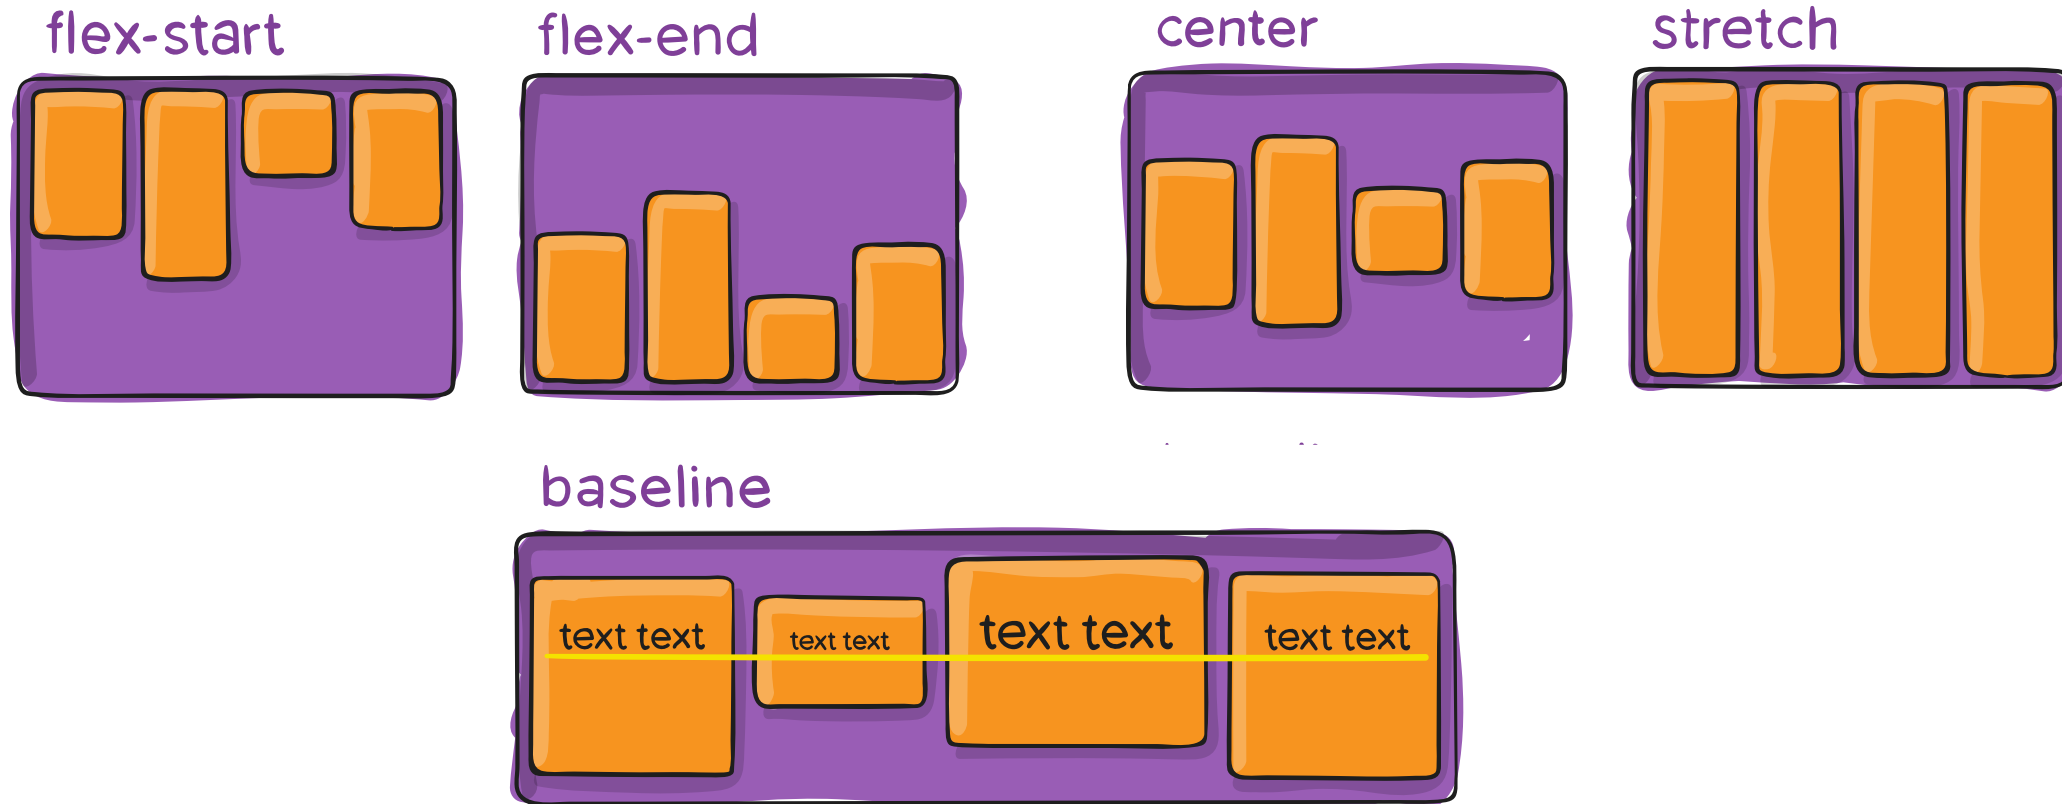 flex-start
flex-end
center
stretch
baseline
text text
text text
text text
text text